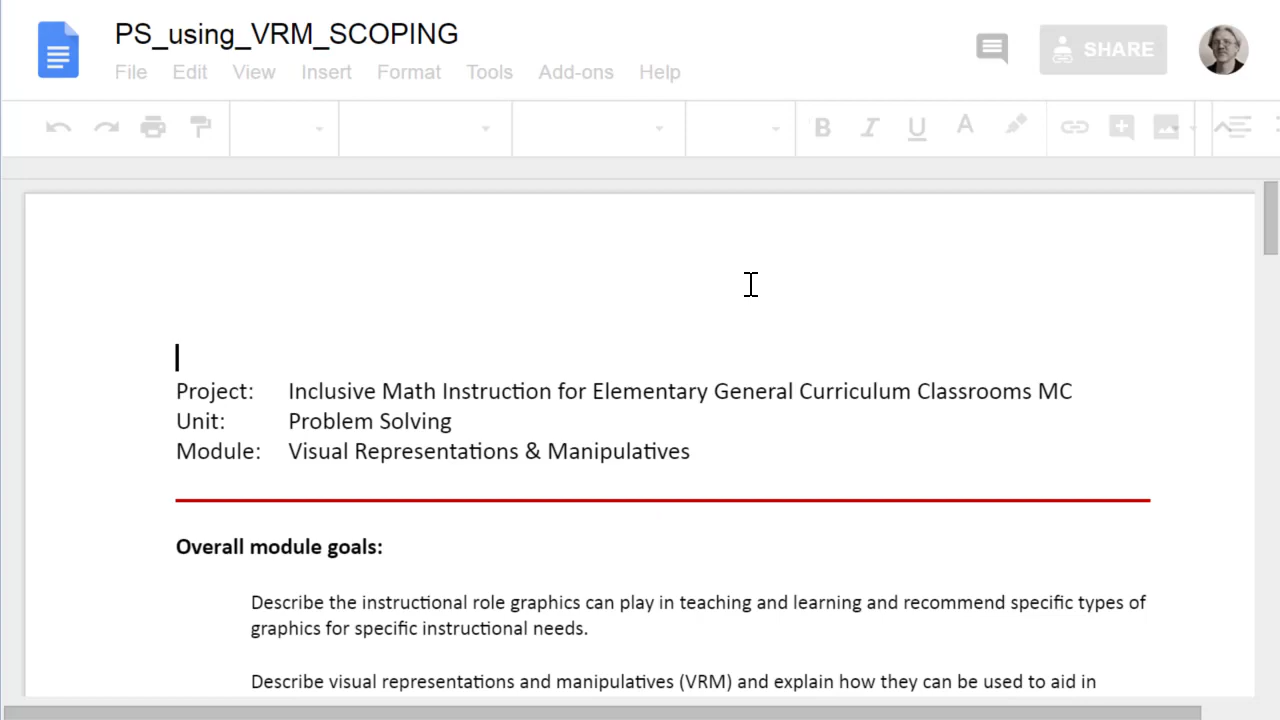 PS_using_VRM_SCOPING
File Edit View Insert Format Tools Add-ons Help
SHARE
B I U A
Project: Inclusive Math Instruction for Elementary General Curriculum Classrooms MC
Unit: Problem Solving
Module: Visual Representations & Manipulatives
Overall module goals:
Describe the instructional role graphics can play in teaching and learning and recommend specific types of
graphics for specific instructional needs.
Describe visual representations and manipulatives (VRM) and explain how they can be used to aid in